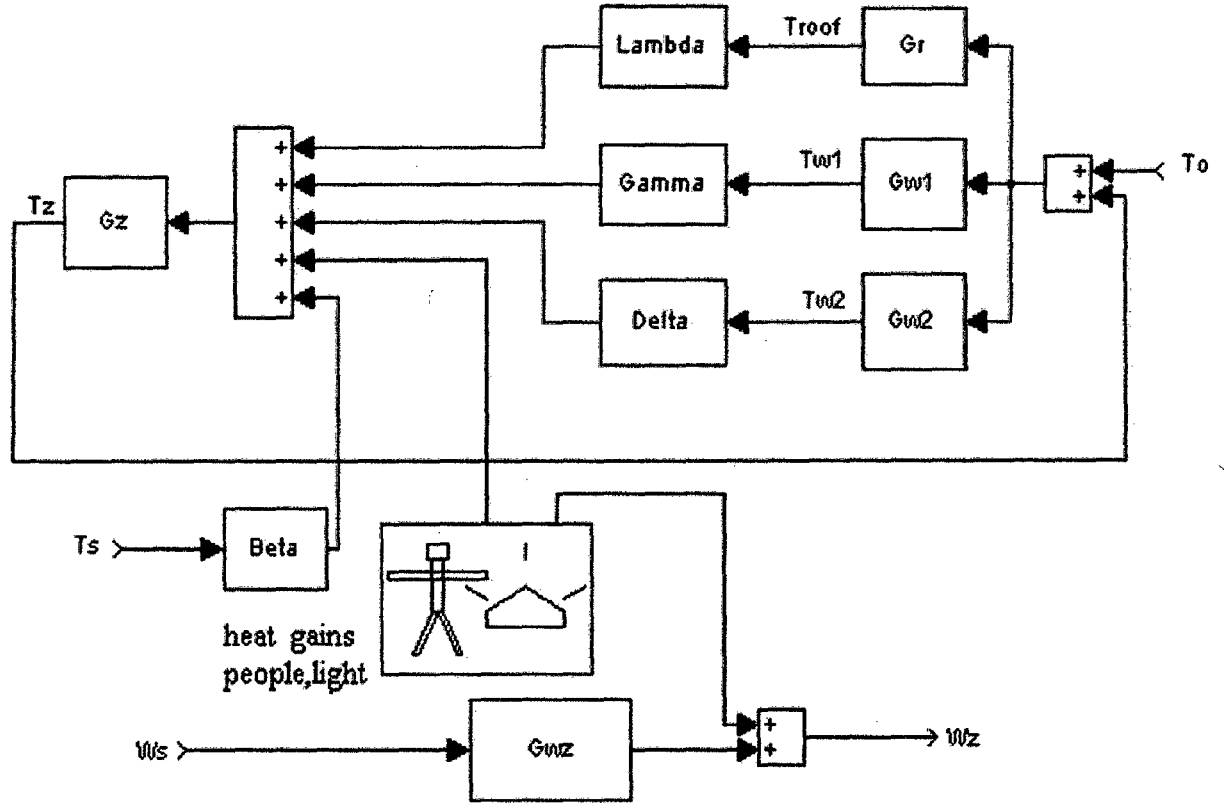 Lambda
Troof
Gr
+
Gamma
Tw1
Gw1
+
To
+
+
Tz
Gz
+
+
+
Delta
Tw2
Gw2
Ts
Beta
heat gains
people,light
Ws
Gwz
+
+
Wz